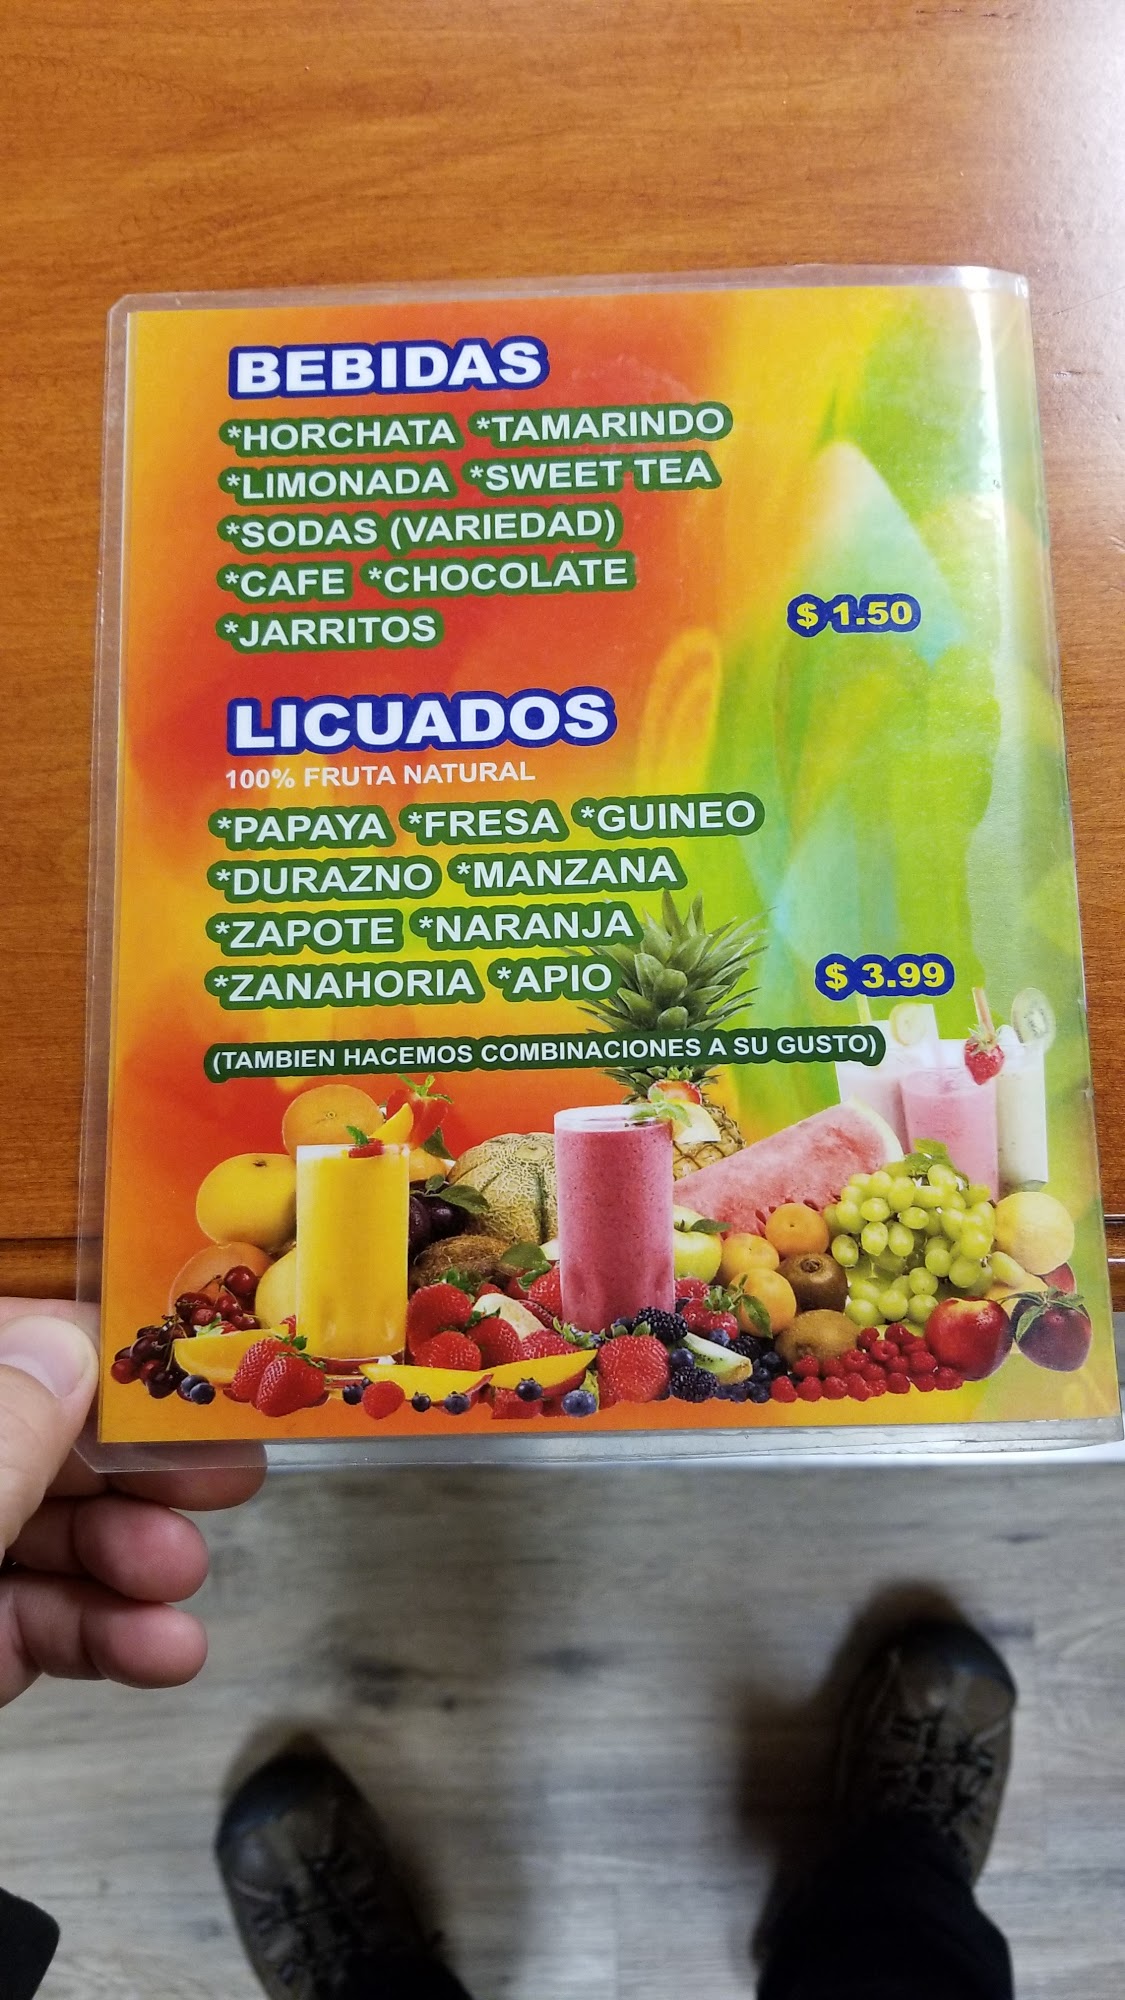 BEBIDAS
*HORCHATA *TAMARINDO
*LIMONADA *SWEET TEA
*SODAS (VARIEDAD)
*CAFE *CHOCOLATE
*JARRITOS $ 1.50
LICUADOS
100% FRUTA NATURAL
*PAPAYA *FRESA *GUINEO
*DURAZNO *MANZANA
*ZAPOTE *NARANJA
*ZANAHORIA *APIO $ 3.99
(TAMBIEN HACEMOS COMBINACIONES A SU GUSTO)